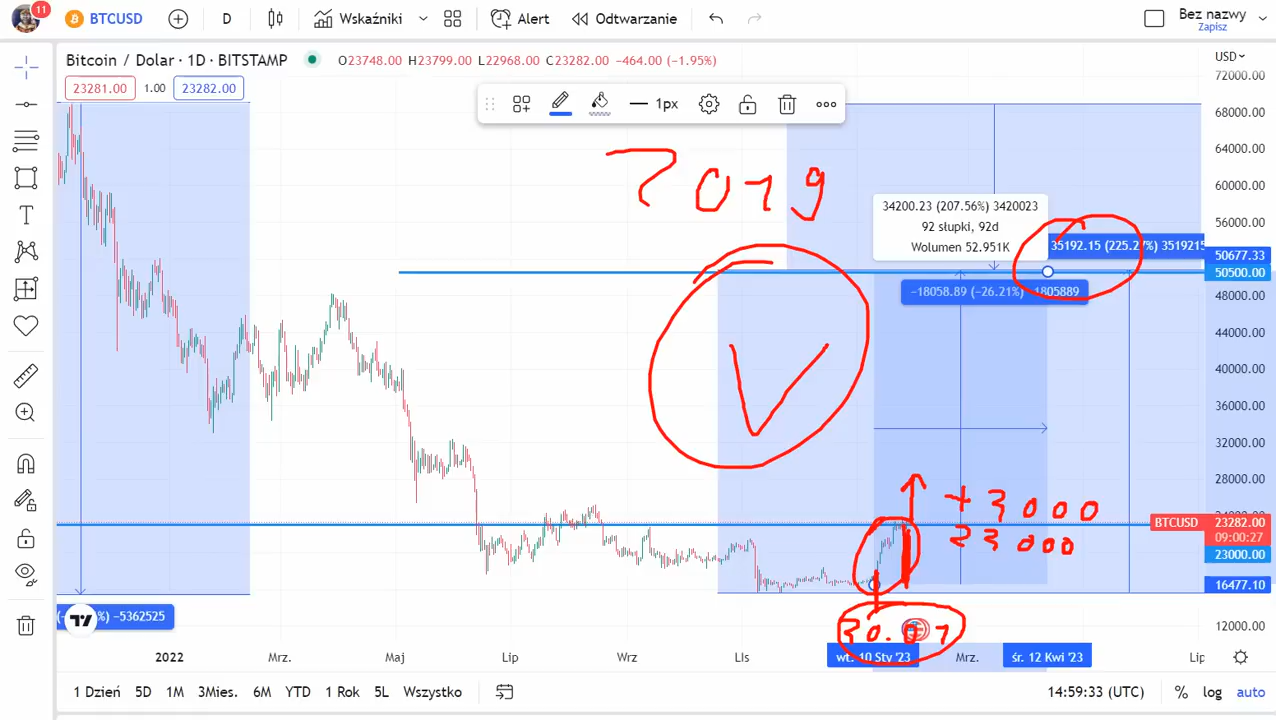 11
BTCUSD
D
Wskaźniki
Alert
Odtwarzanie
Bez nazwy
Zapisz
Bitcoin / Dolar · 1D · BITSTAMP
O23748.00 H23799.00 L22968.00 C23282.00 −464.00 (−1.95%)
USD
23281.00
1.00
23282.00
1px
72000.00
68000.00
64000.00
60000.00
56000.00
50677.33
50500.00
48000.00
44000.00
40000.00
36000.00
32000.00
28000.00
BTCUSD
23282.00
09:00:27
23000.00
16477.10
12000.00
2019
34200.23 (207.56%) 3420023
92 słupki, 92d
Wolumen 52.951K
35192.15 (225.27%) 3519215
−18058.89 (−26.21%) −1805889
+3000
23000
30.01
%) −5362525
2022
Mrz.
Maj
Lip
Wrz
Lis
wt. 10 Sty '23
Mrz.
śr. 12 Kwi '23
Lip
1 Dzień
5D
1M
3Mies.
6M
YTD
1 Rok
5L
Wszystko
14:59:33 (UTC)
%
log
auto